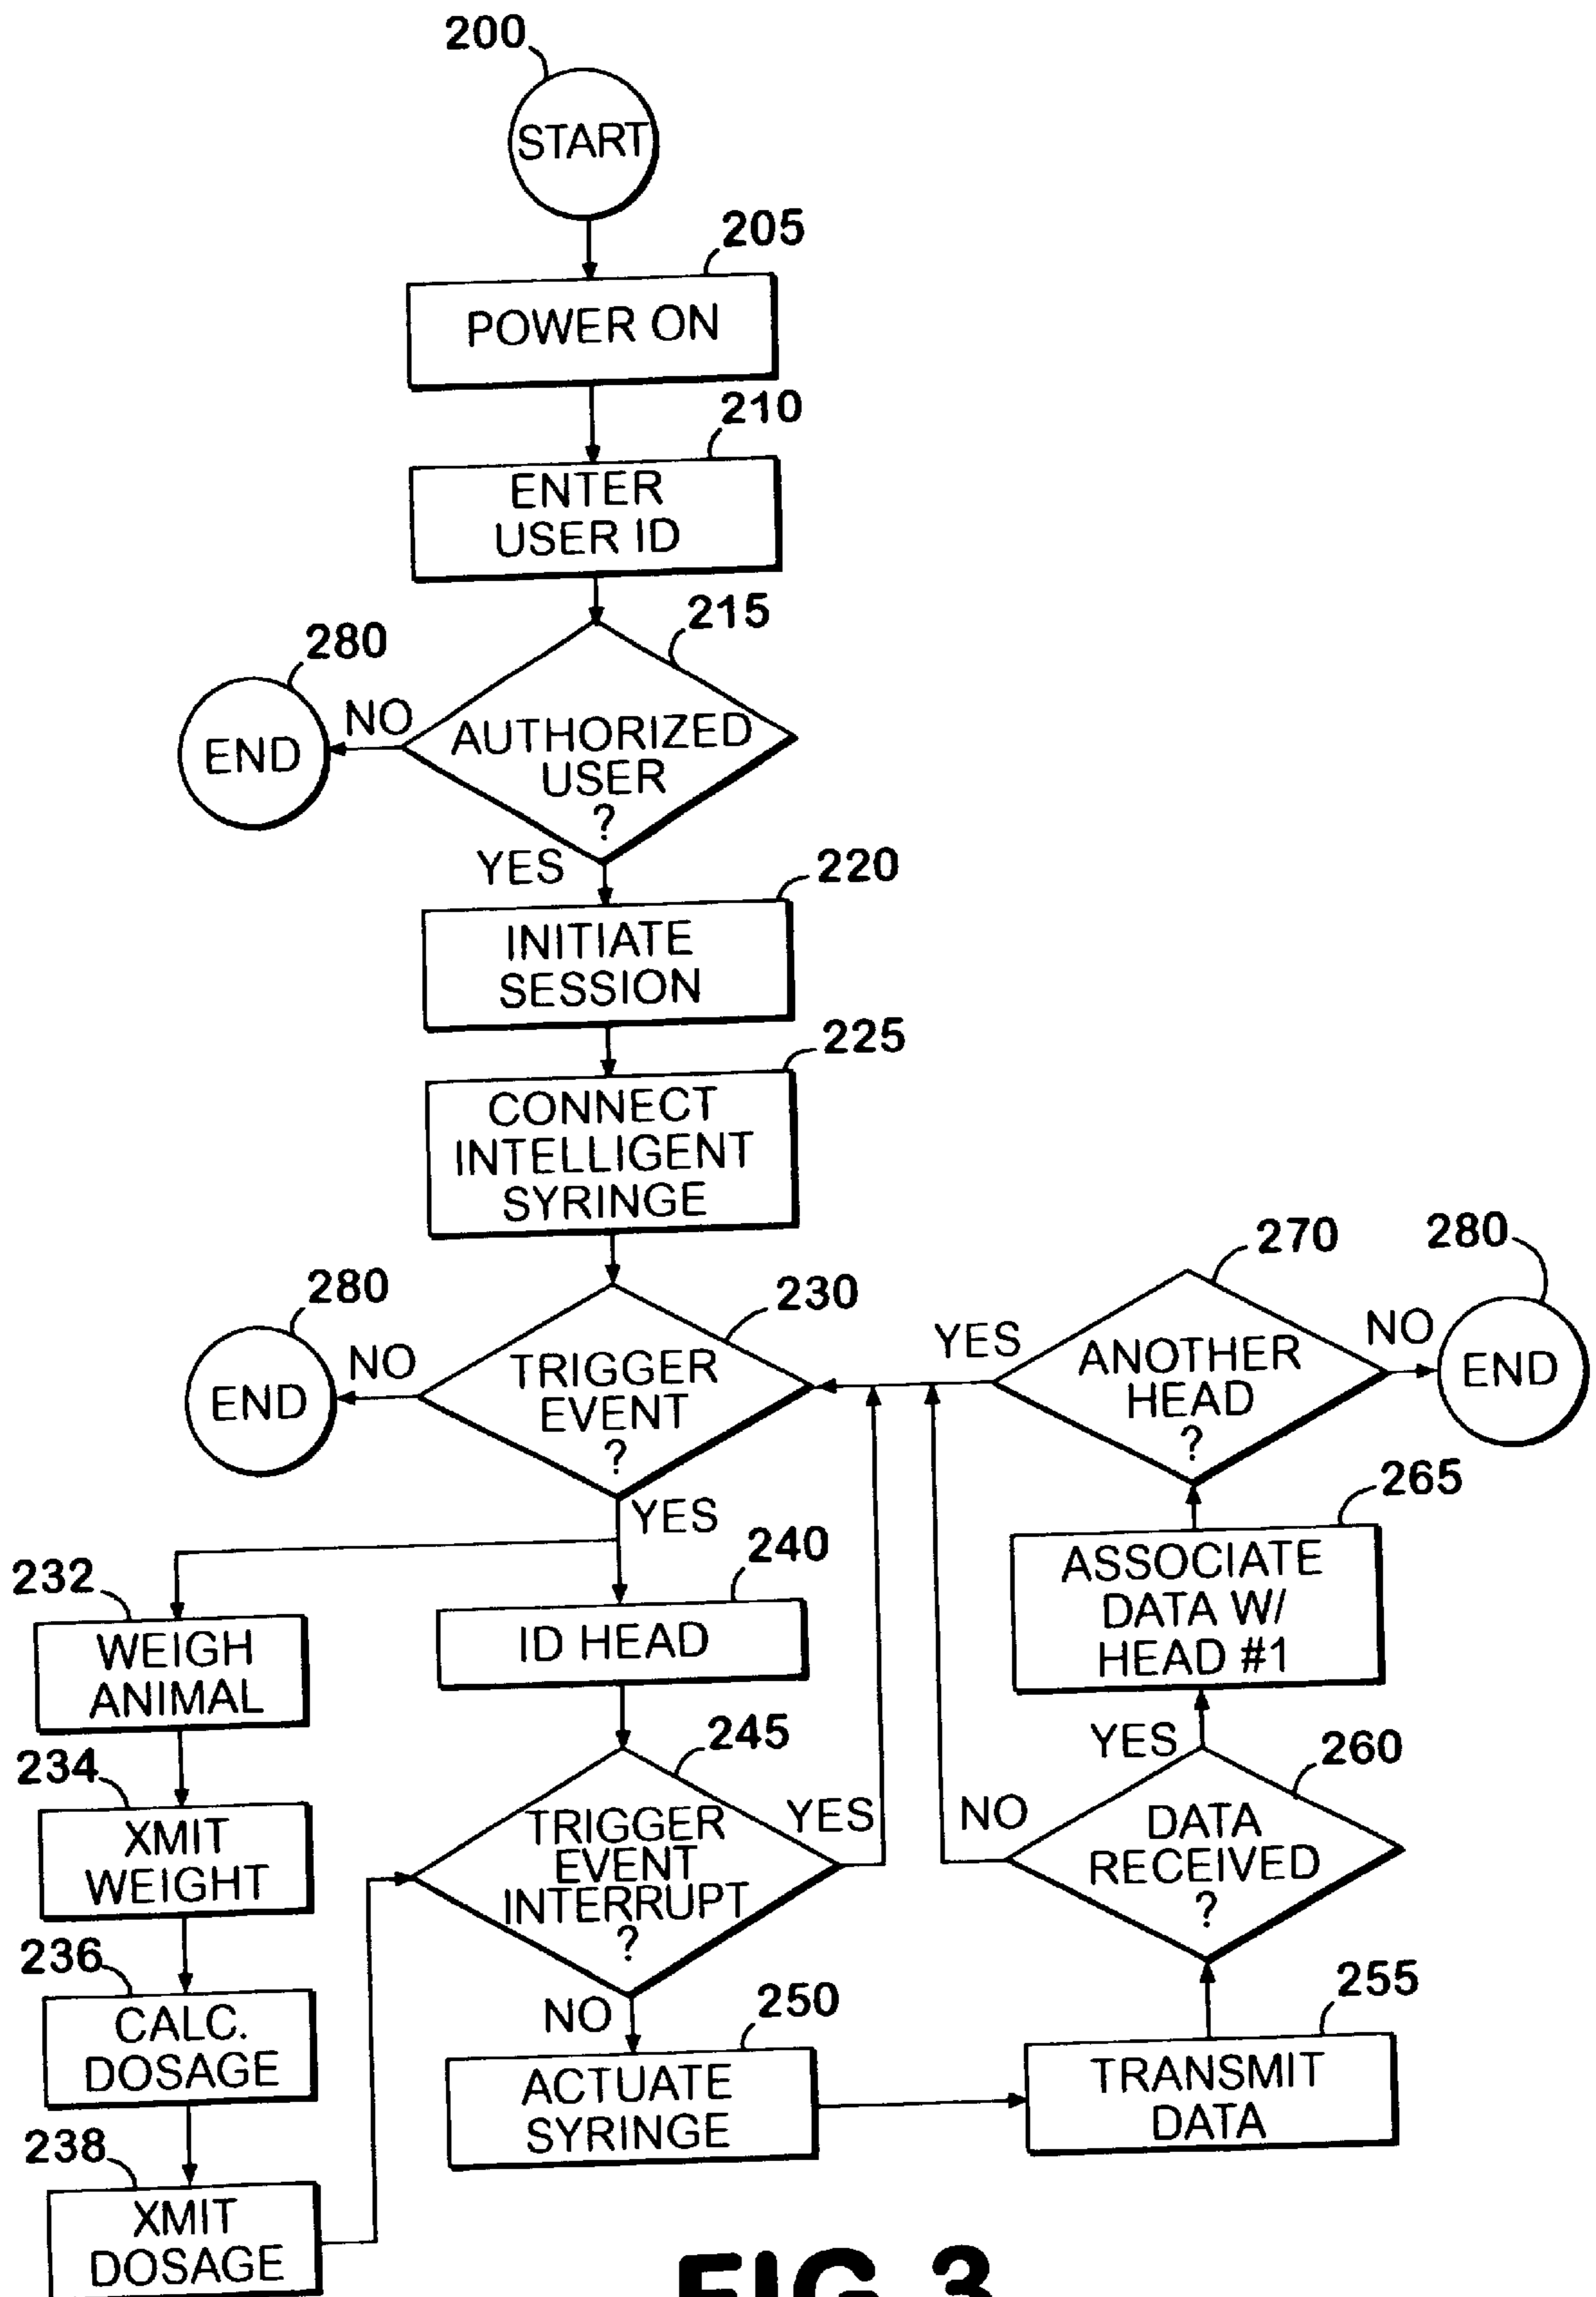 200
START
205
POWER ON
210
ENTER
USER ID
215
280
NO
END
AUTHORIZED
USER
?
YES
220
INITIATE
SESSION
225
CONNECT
INTELLIGENT
SYRINGE
280
NO
END
230
TRIGGER
EVENT
?
YES
270
280
YES
ANOTHER
HEAD
?
NO
END
265
ASSOCIATE
DATA W/
HEAD #1
232
WEIGH
ANIMAL
240
ID HEAD
234
XMIT
WEIGHT
245
TRIGGER
EVENT
INTERRUPT
?
YES
NO
YES
260
NO
DATA
RECEIVED
?
236
CALC.
DOSAGE
250
ACTUATE
SYRINGE
255
TRANSMIT
DATA
238
XMIT
DOSAGE
FIG. 3